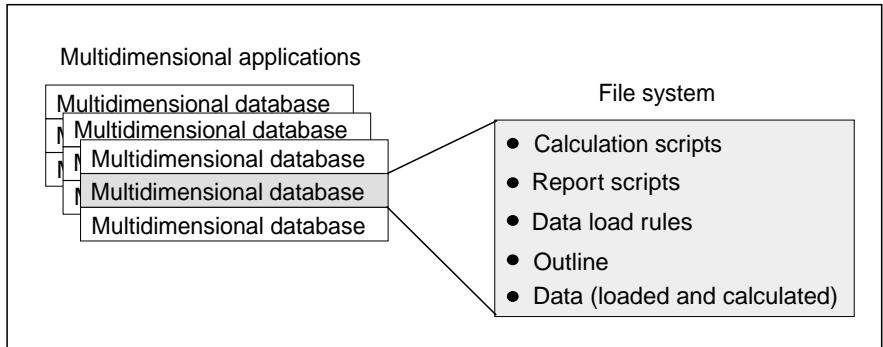 Multidimensional applications
Multidimensional database
Multidimensional database
Multidimensional database
Multidimensional database
Multidimensional database
File system
• Calculation scripts
• Report scripts
• Data load rules
• Outline
• Data (loaded and calculated)